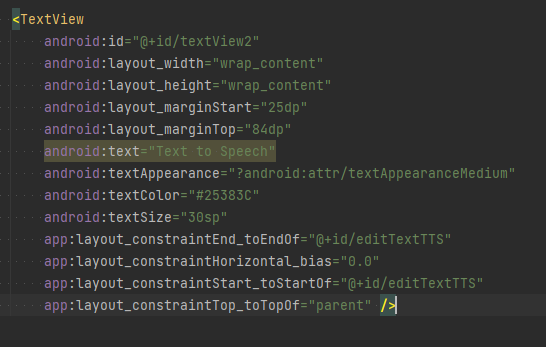 <TextView
android:id="@+id/textView2"
android:layout_width="wrap_content"
android:layout_height="wrap_content"
android:layout_marginStart="25dp"
android:layout_marginTop="84dp"
android:text="Text to Speech"
android:textAppearance="?android:attr/textAppearanceMedium"
android:textColor="#25383C"
android:textSize="30sp"
app:layout_constraintEnd_toEndOf="@+id/editTextTTS"
app:layout_constraintHorizontal_bias="0.0"
app:layout_constraintStart_toStartOf="@+id/editTextTTS"
app:layout_constraintTop_toTopOf="parent" />